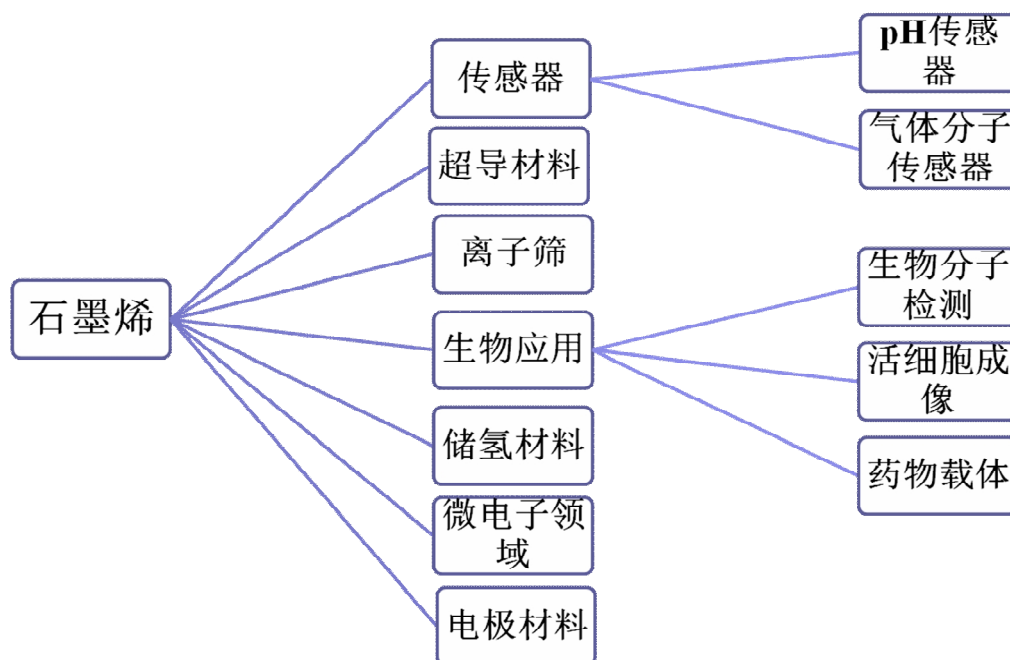 石墨烯
传感器
超导材料
离子筛
生物应用
储氢材料
微电子领
域
电极材料
pH传感
器
气体分子
传感器
生物分子
检测
活细胞成
像
药物载体